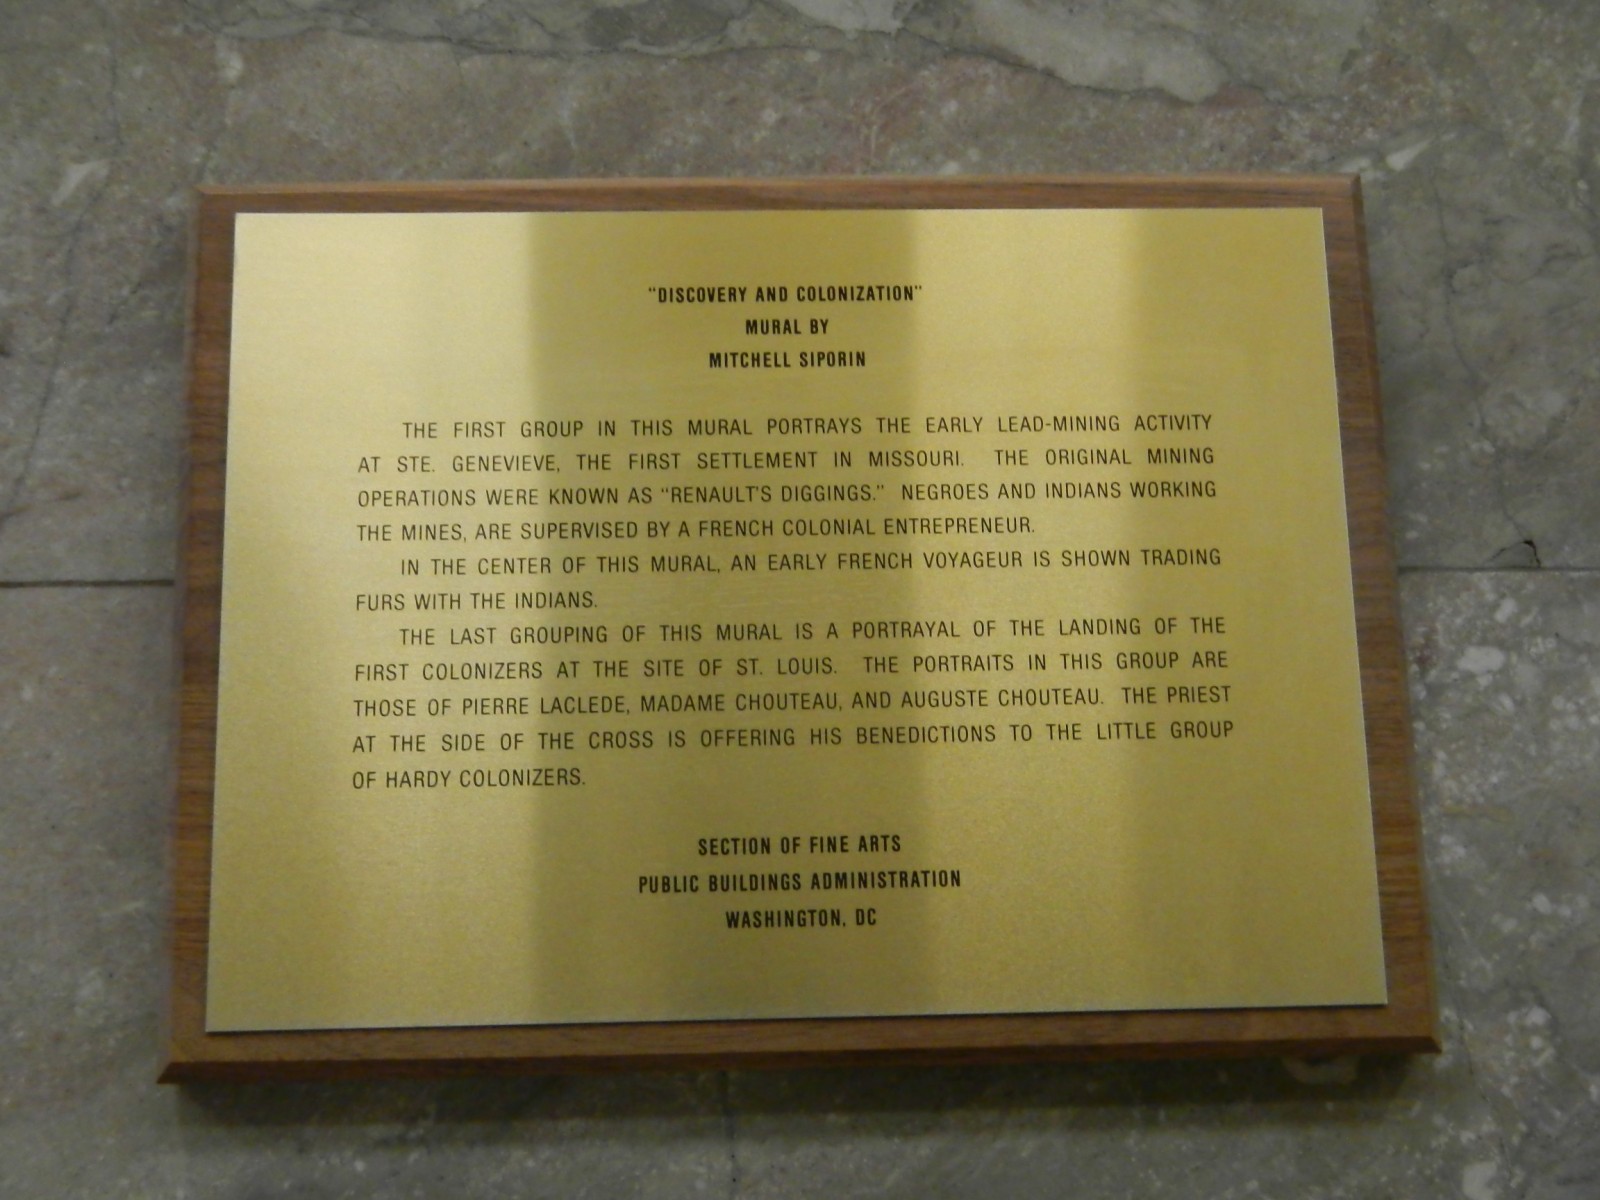 "DISCOVERY AND COLONIZATION"
MURAL BY
MITCHELL SIPORIN
THE FIRST GROUP IN THIS MURAL PORTRAYS THE EARLY LEAD-MINING ACTIVITY
AT STE. GENEVIEVE, THE FIRST SETTLEMENT IN MISSOURI. THE ORIGINAL MINING
OPERATIONS WERE KNOWN AS "RENAULT'S DIGGINGS." NEGROES AND INDIANS WORKING
THE MINES, ARE SUPERVISED BY A FRENCH COLONIAL ENTREPRENEUR.
IN THE CENTER OF THIS MURAL, AN EARLY FRENCH VOYAGEUR IS SHOWN TRADING
FURS WITH THE INDIANS.
THE LAST GROUPING OF THIS MURAL IS A PORTRAYAL OF THE LANDING OF THE
FIRST COLONIZERS AT THE SITE OF ST. LOUIS. THE PORTRAITS IN THIS GROUP ARE
THOSE OF PIERRE LACLEDE, MADAME CHOUTEAU, AND AUGUSTE CHOUTEAU. THE PRIEST
AT THE SIDE OF THE CROSS IS OFFERING HIS BENEDICTIONS TO THE LITTLE GROUP
OF HARDY COLONIZERS.
SECTION OF FINE ARTS
PUBLIC BUILDINGS ADMINISTRATION
WASHINGTON, DC